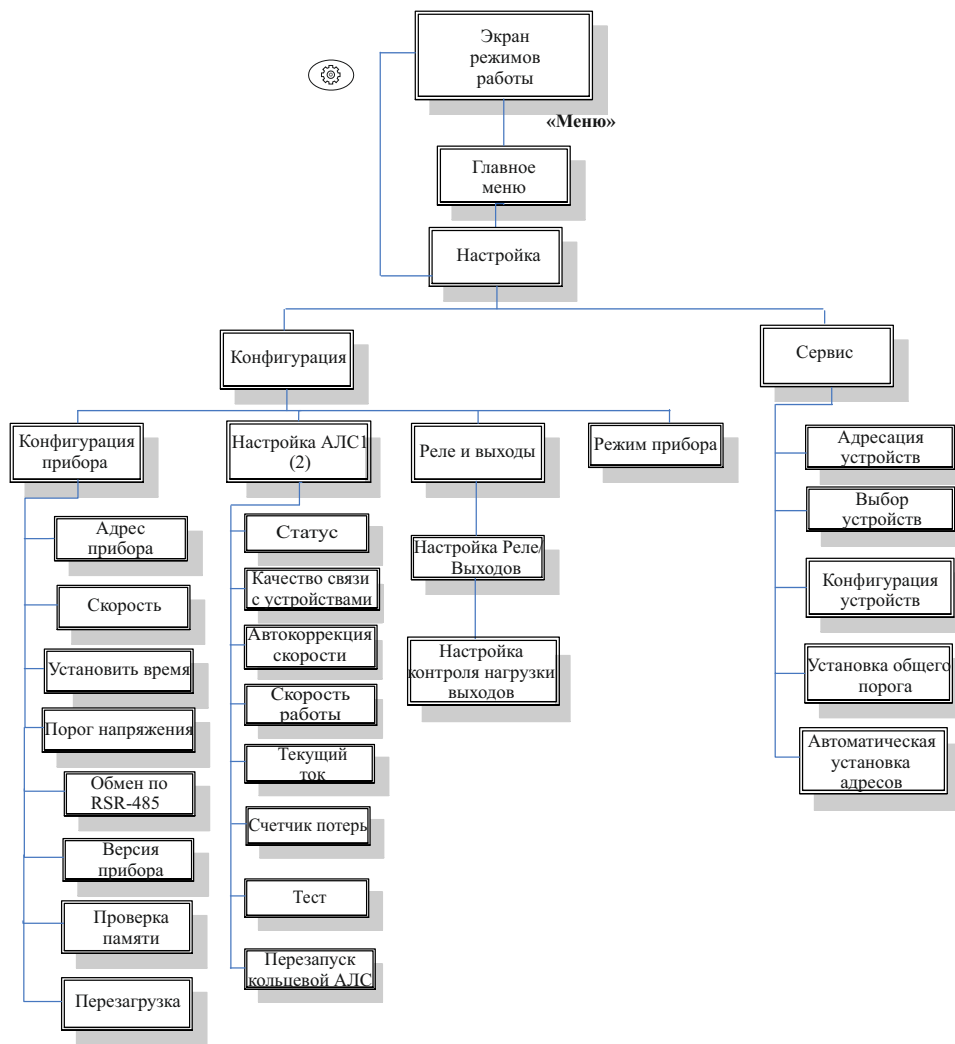 Экран
режимов
работы
«Меню»
Главное
меню
Настройка
Конфигурация
Сервис
Конфигурация
прибора
Настройка АЛС1
(2)
Реле и выходы
Режим прибора
Адрес
прибора
Скорость
Установить время
Порог напряжения
Обмен по
RSR-485
Версия
прибора
Проверка
памяти
Перезагрузка
Статус
Качество связи
с устройствами
Автокоррекция
скорости
Скорость
работы
Текущий
ток
Счетчик потерь
Тест
Перезапуск
кольцевой АЛС
Настройка Реле/
Выходов
Настройка
контроля нагрузки
выходов
Адресация
устройств
Выбор
устройств
Конфигурация
устройств
Установка общего
порога
Автоматическая
установка
адресов